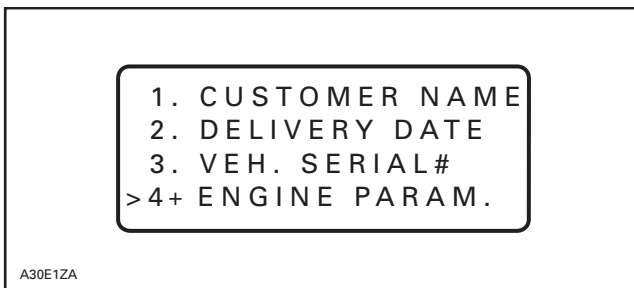 1. CUSTOMER NAME
2. DELIVERY DATE
3. VEH. SERIAL#
>4+ ENGINE PARAM.
A30E1ZA